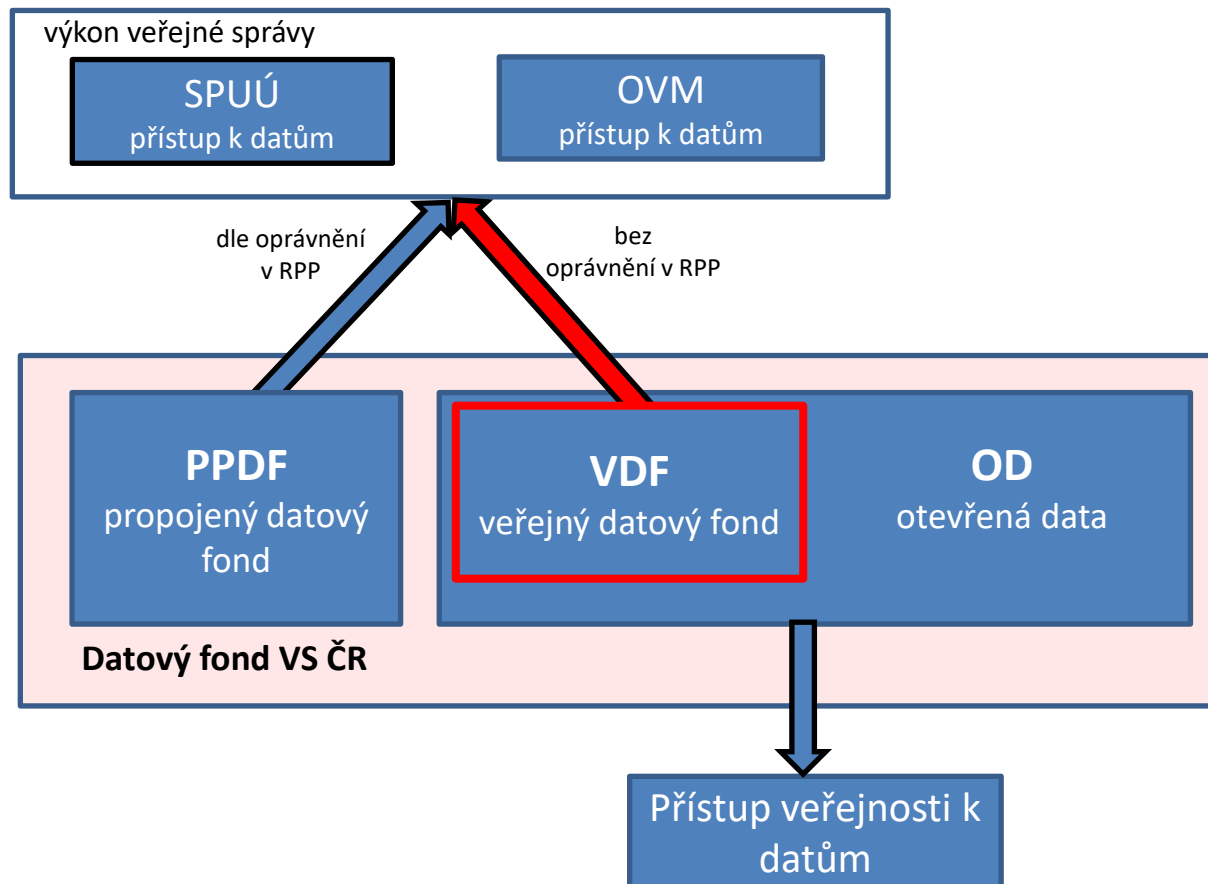 výkon veřejné správy
SPUÚ
přístup k datům
OVM
přístup k datům
dle oprávnění
v RPP
bez
oprávnění v RPP
PPDF
propojený datový
fond
VDF
veřejný datový fond
OD
otevřená data
Datový fond VS ČR
Přístup veřejnosti k
datům